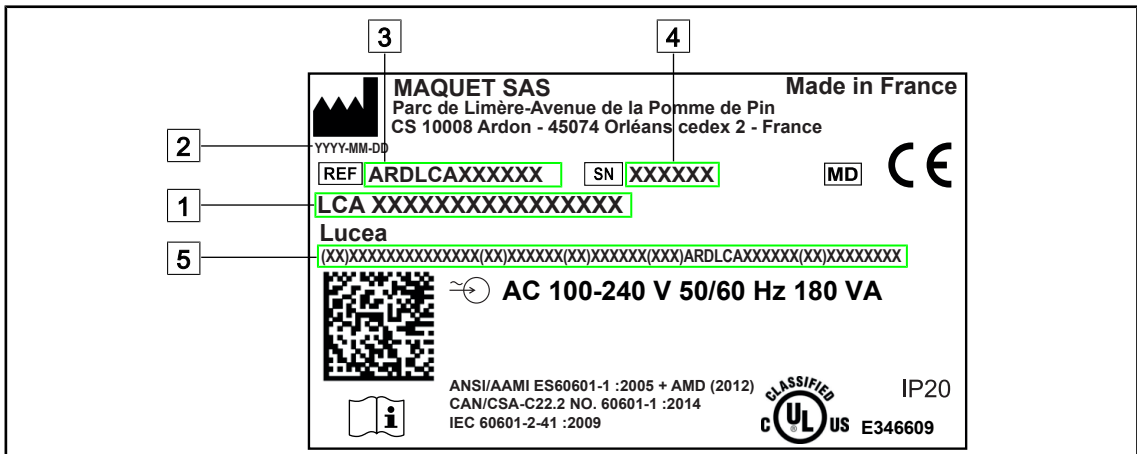 3
4
MAQUET SAS
Made in France
Parc de Limère-Avenue de la Pomme de Pin
CS 10008 Ardon - 45074 Orléans cedex 2 - France
2
YYYY-MM-DD
REF ARDLCAXXXXXX SN XXXXXX MD CE
1
LCA XXXXXXXXXXXXXXXX
Lucea
5
(XX)XXXXXXXXXXXXXX(XX)XXXXXX(XX)XXXXXX(XXX)ARDLCAXXXXXX(XX)XXXXXXXX
AC 100-240 V 50/60 Hz 180 VA
ANSI/AAMI ES60601-1 :2005 + AMD (2012)
CAN/CSA-C22.2 NO. 60601-1 :2014
IEC 60601-2-41 :2009
i
CLASSIFIED
C UL US
®
E346609
IP20